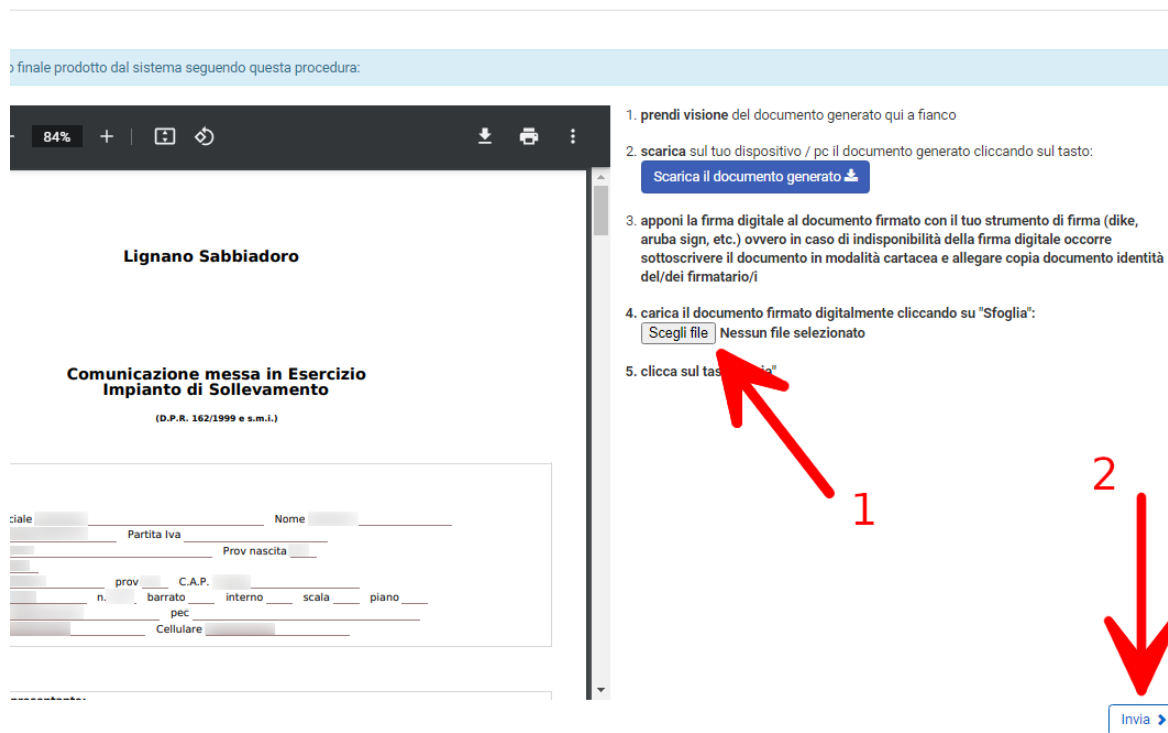 finale prodotto dal sistema seguendo questa procedura:
84%
Lignano Sabbiadoro
Comunicazione messa in Esercizio
Impianto di Sollevamento
(D.P.R. 162/1999 e s.m.i.)
Nome
Partita Iva
Prov nascita
prov C.A.P.
n. barrato interno scala piano
pec
Cellulare
1. prendi visione del documento generato qui a fianco
2. scarica sul tuo dispositivo / pc il documento generato cliccando sul tasto:
Scarica il documento generato
3. apponi la firma digitale al documento firmato con il tuo strumento di firma (dike,
aruba sign, etc.) ovvero in caso di indisponibilità della firma digitale occorre
sottoscrivere il documento in modalità cartacea e allegare copia documento identità
del/dei firmatario/i
4. carica il documento firmato digitalmente cliccando su "Sfoglia":
Scegli file Nessun file selezionato
5. clicca sul
1
2
Invia